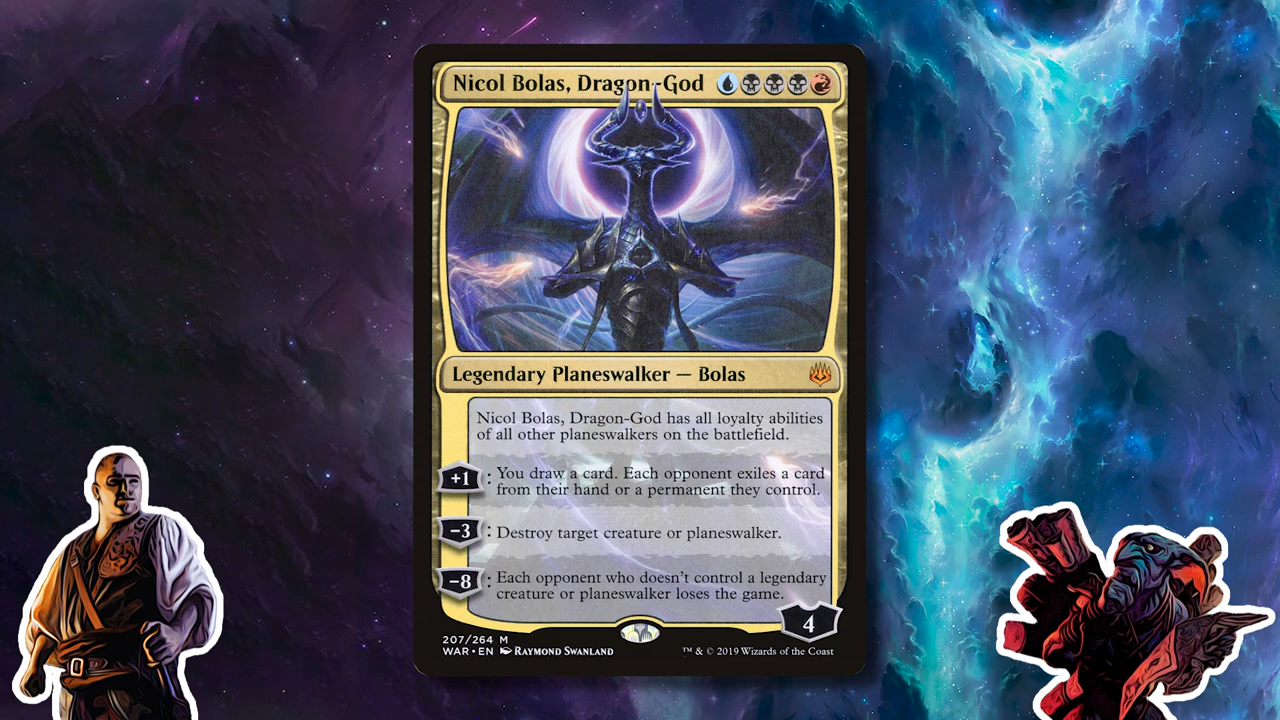 Nicol Bolas, Dragon-God
Legendary Planeswalker — Bolas
Nicol Bolas, Dragon-God has all loyalty abilities
of all other planeswalkers on the battlefield.
+1 : You draw a card. Each opponent exiles a card
from their hand or a permanent they control.
−3 : Destroy target creature or planeswalker.
−8 : Each opponent who doesn't control a legendary
creature or planeswalker loses the game.
4
207/264 M
WAR • EN Raymond Swanland ™ & © 2019 Wizards of the Coast